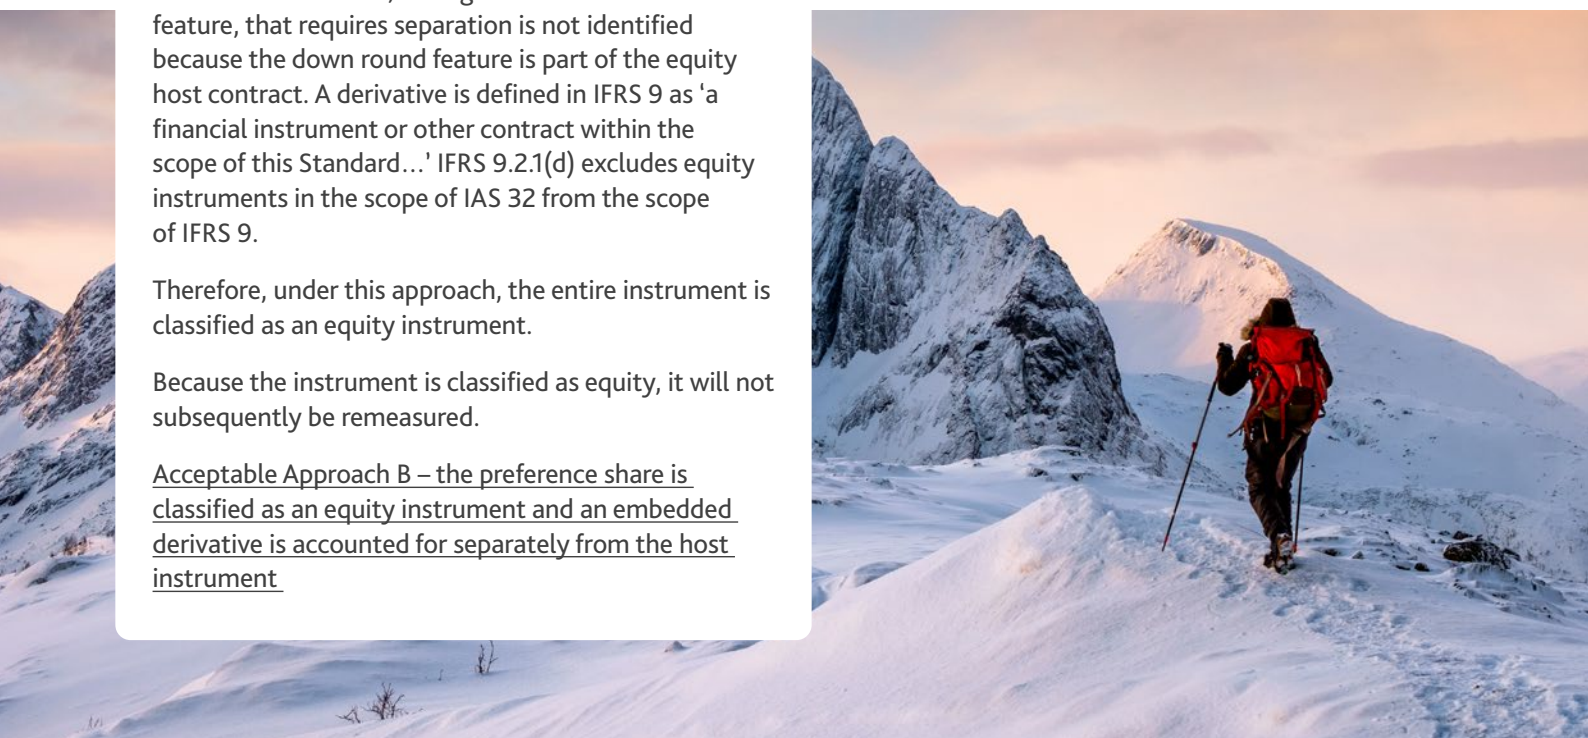 feature, that requires separation is not identified
because the down round feature is part of the equity
host contract. A derivative is defined in IFRS 9 as ‘a
financial instrument or other contract within the
scope of this Standard…’ IFRS 9.2.1(d) excludes equity
instruments in the scope of IAS 32 from the scope
of IFRS 9.
Therefore, under this approach, the entire instrument is
classified as an equity instrument.
Because the instrument is classified as equity, it will not
subsequently be remeasured.
Acceptable Approach B – the preference share is
classified as an equity instrument and an embedded
derivative is accounted for separately from the host
instrument